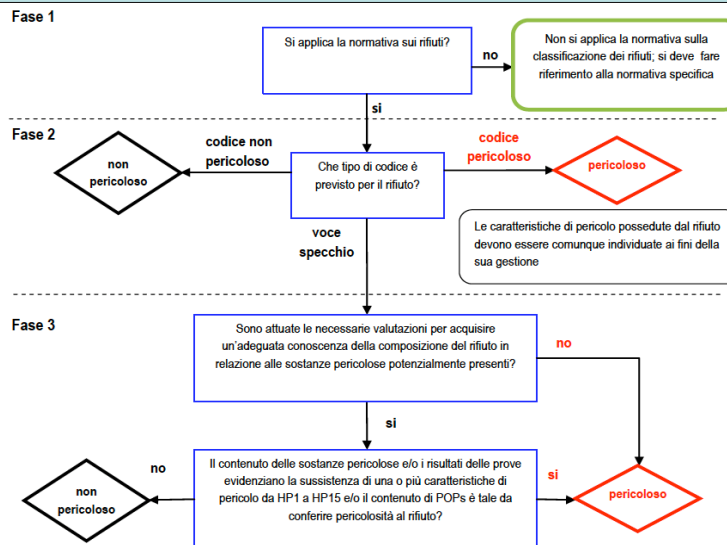 Fase 1
Si applica la normativa sui rifiuti?
no
Non si applica la normativa sulla
classificazione dei rifiuti; si deve fare
riferimento alla normativa specifica
si
Fase 2
non
pericoloso
codice non
pericoloso
Che tipo di codice è
previsto per il rifiuto?
codice
pericoloso
pericoloso
voce
specchio
Le caratteristiche di pericolo possedute dal rifiuto
devono essere comunque individuate ai fini della
sua gestione
Fase 3
Sono attuate le necessarie valutazioni per acquisire
un'adeguata conoscenza della composizione del rifiuto in
relazione alle sostanze pericolose potenzialmente presenti?
no
si
non
pericoloso
no
Il contenuto delle sostanze pericolose e/o i risultati delle prove
evidenziano la sussistenza di una o più caratteristiche di
pericolo da HP1 a HP15 e/o il contenuto di POPs è tale da
conferire pericolosità al rifiuto?
si
pericoloso